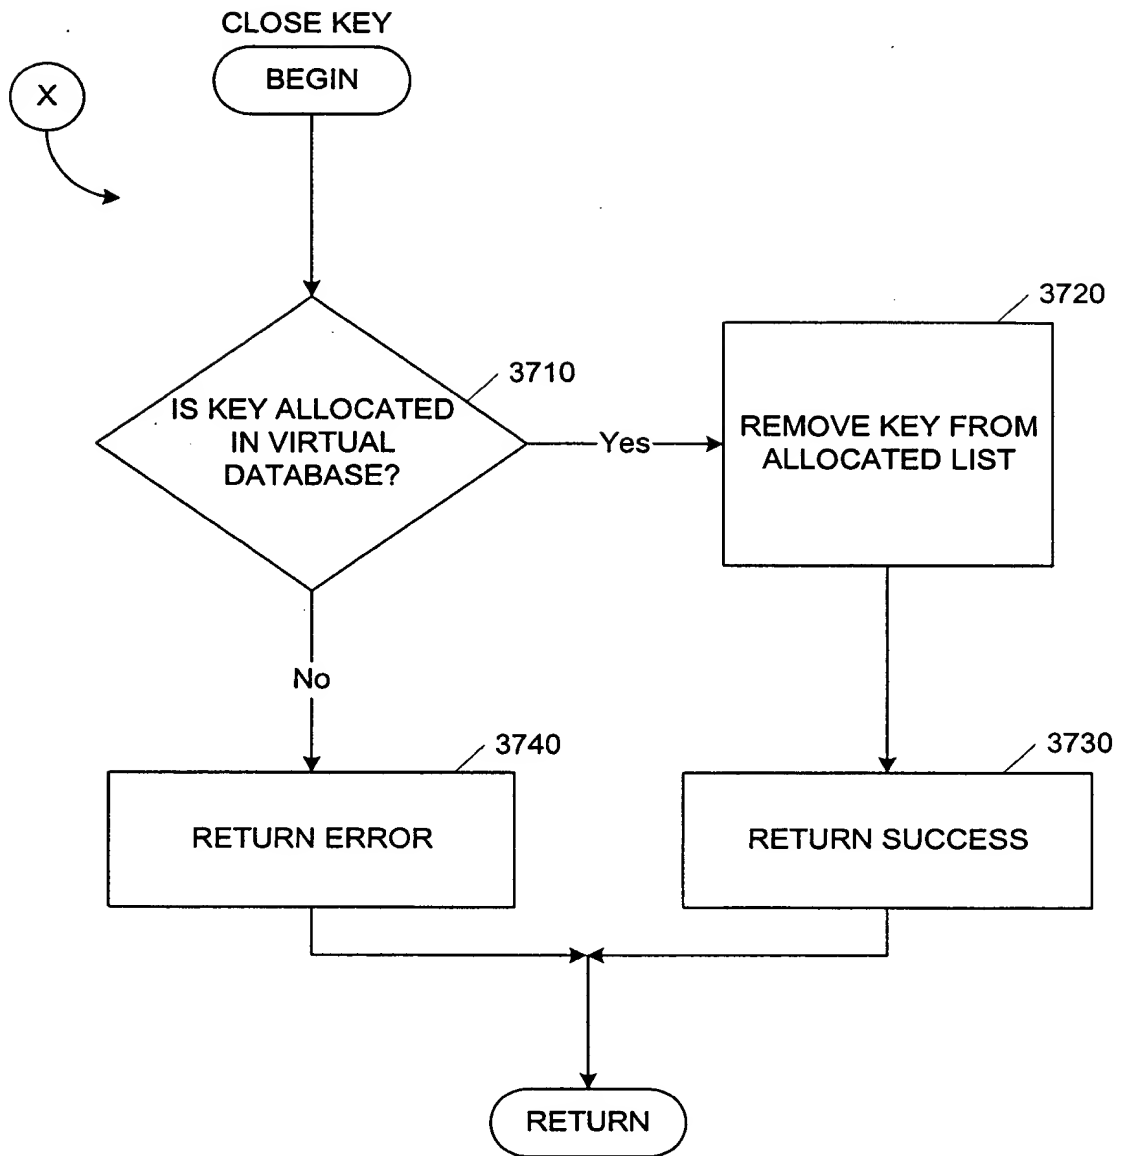 CLOSE KEY
BEGIN
X
3710
IS KEY ALLOCATED
IN VIRTUAL
DATABASE?
Yes
3720
REMOVE KEY FROM
ALLOCATED LIST
No
3740
RETURN ERROR
3730
RETURN SUCCESS
RETURN